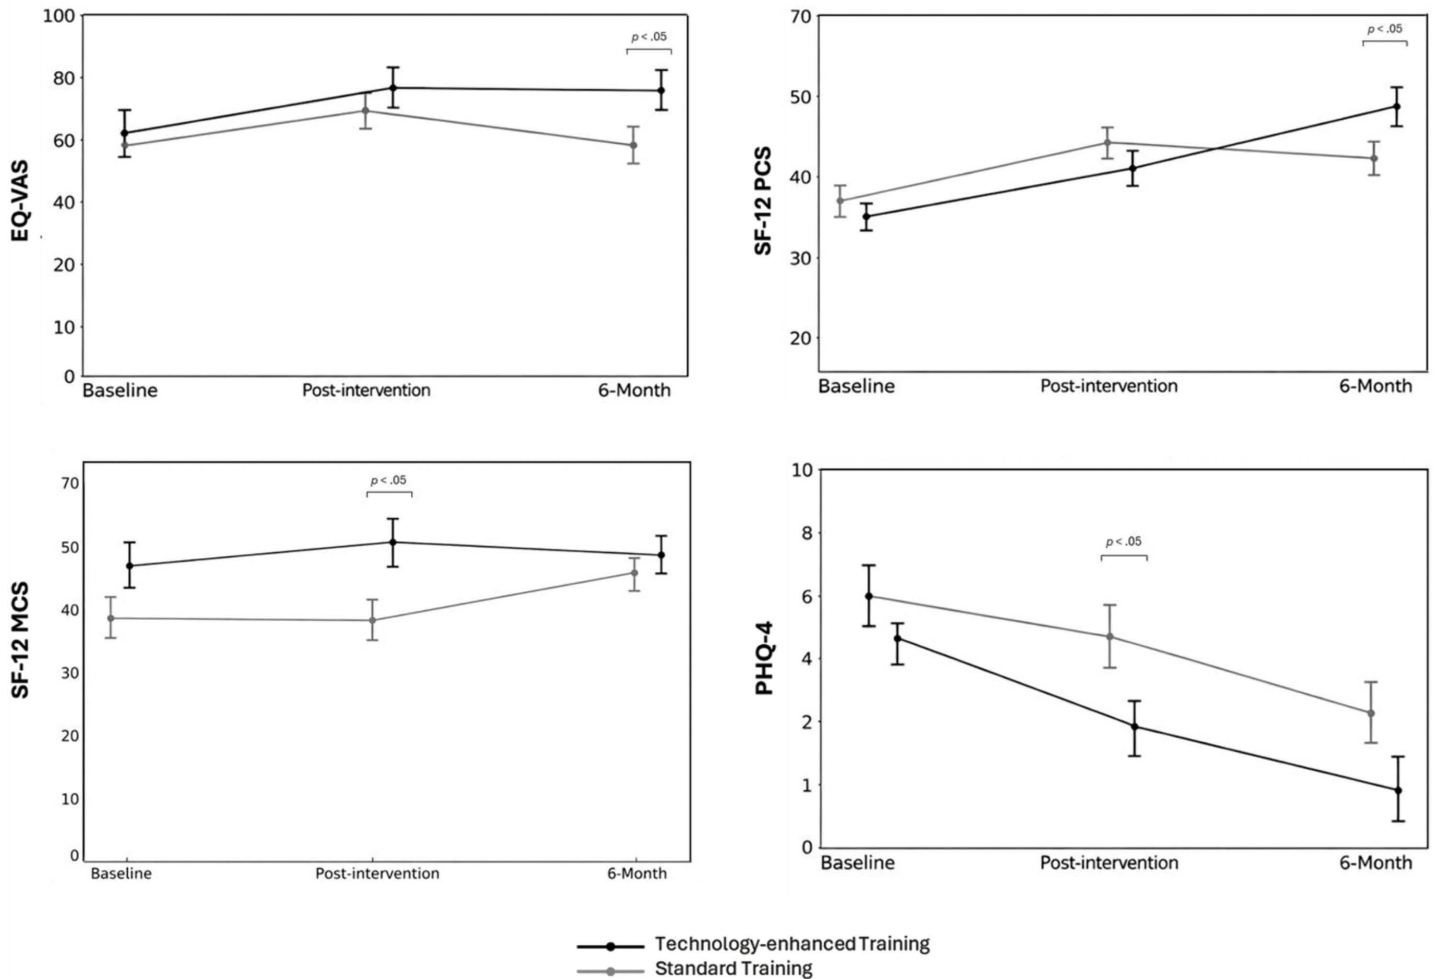 EQ-VAS
100
80
60
40
20
10
0
p < .05
Baseline
Post-intervention
6-Month
SF-12 PCS
70
50
40
30
20
p < .05
Baseline
Post-intervention
6-Month
SF-12 MCS
70
50
40
30
20
10
0
p < .05
Baseline
Post-intervention
6-Month
PHQ-4
10
8
6
4
2
1
0
p < .05
Baseline
Post-intervention
6-Month
Technology-enhanced Training
Standard Training